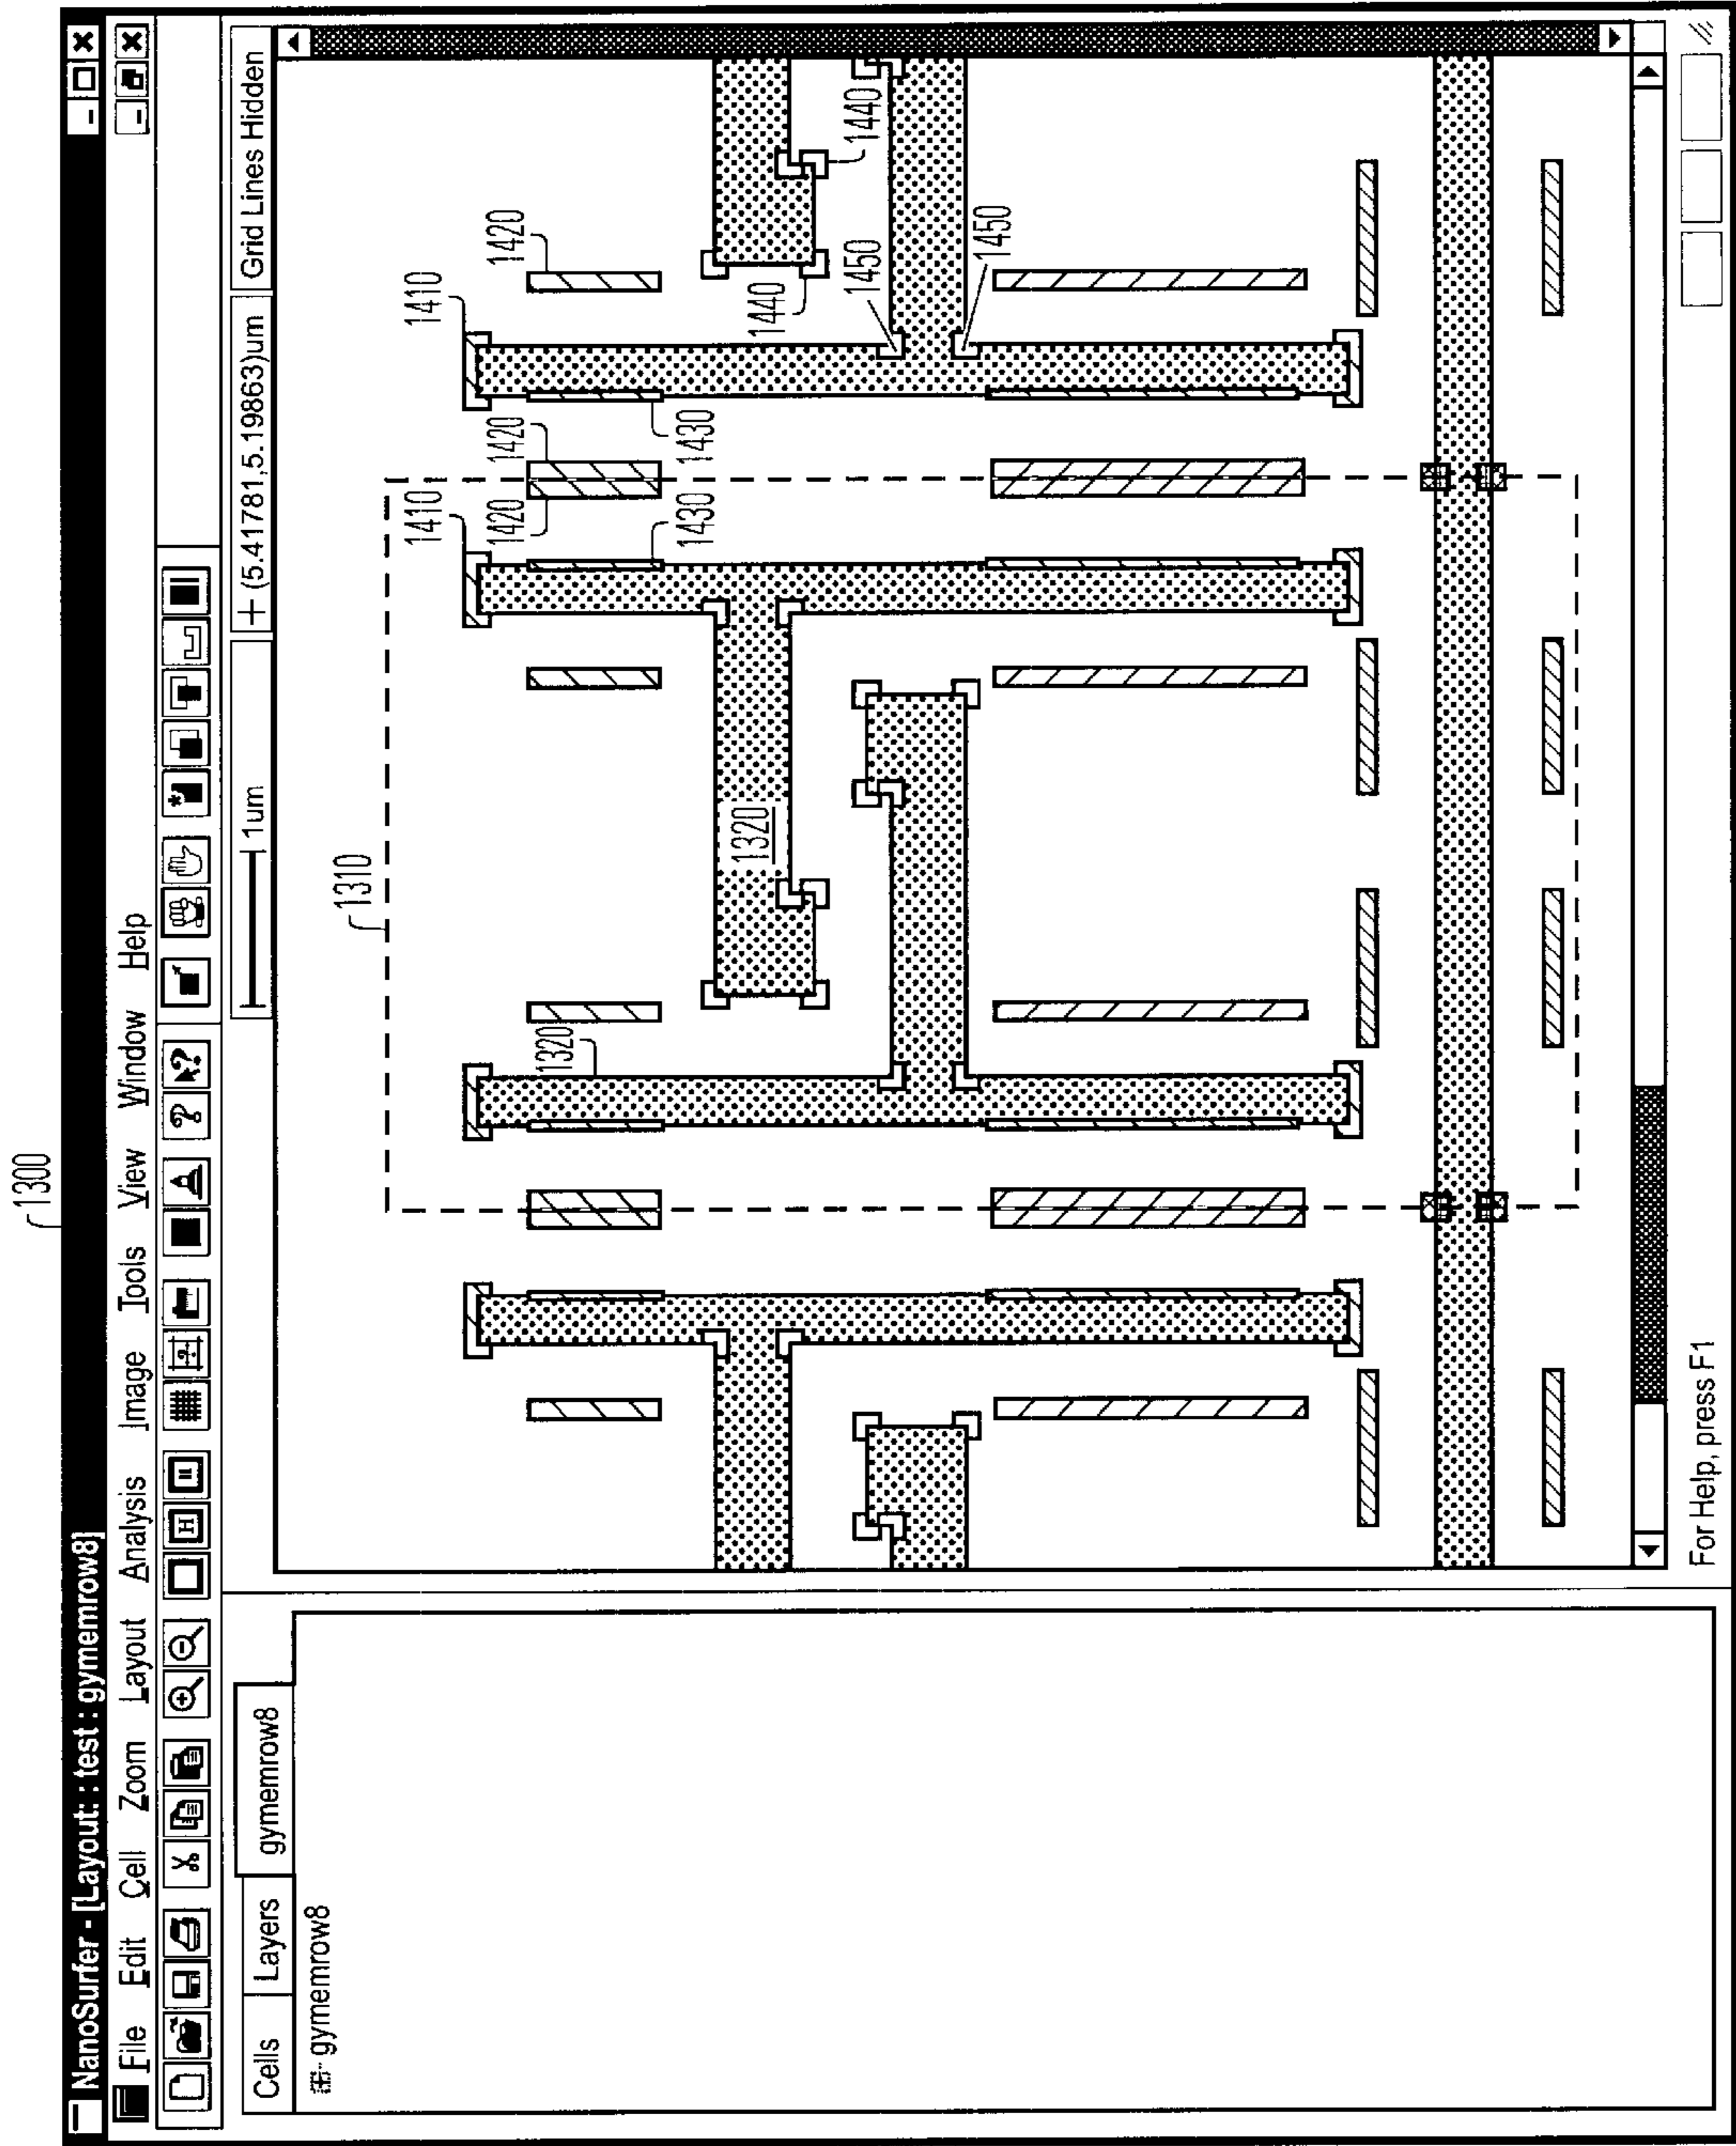 1300
NanoSurfer - [Layout: : test : gymemrow8]
File Edit Cell Zoom Layout Analysis Image Tools View Window Help
H
?
?
Cells Layers gymemrow8
gymemrow8
1um
(5.41781,5.19863)um
Grid Lines Hidden
1310
1410
1410
1420
1420
1420
1430
1430
1320
1320
1440
1440
1450
1450
For Help, press F1